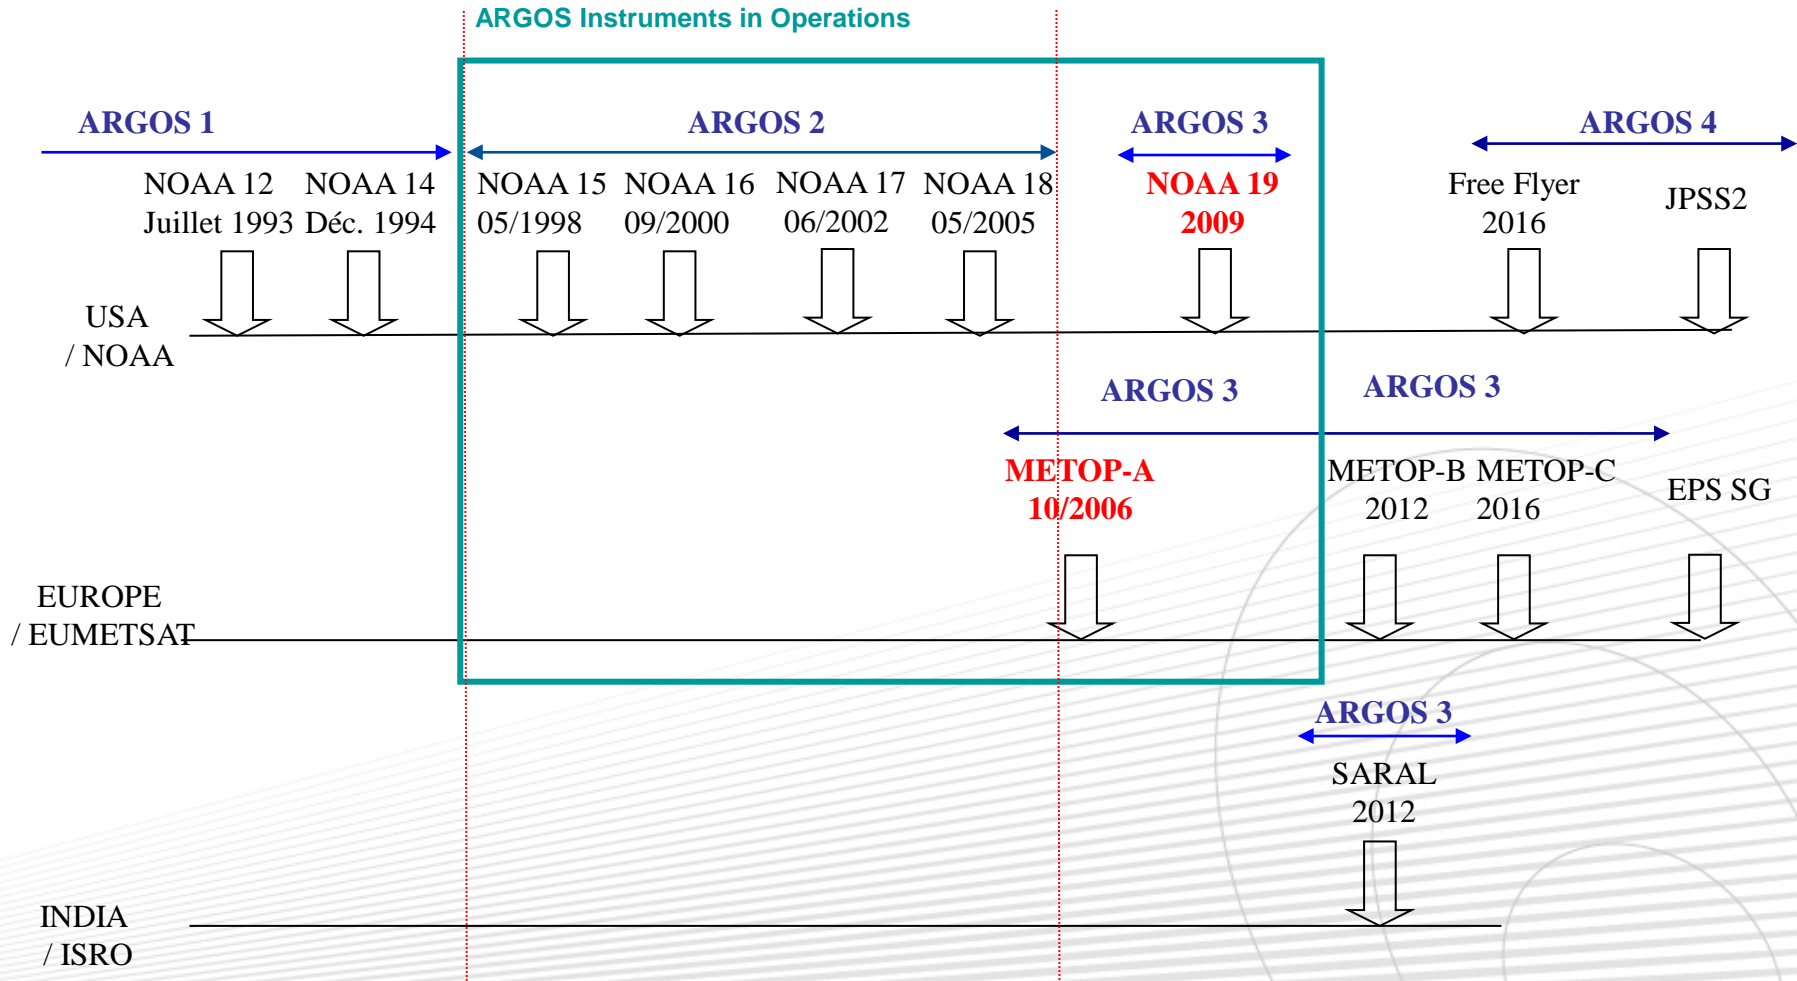 ARGOS Instruments in Operations
ARGOS 1
ARGOS 2
ARGOS 3
ARGOS 4
NOAA 12
Juillet 1993
NOAA 14
Déc. 1994
NOAA 15
05/1998
NOAA 16
09/2000
NOAA 17
06/2002
NOAA 18
05/2005
NOAA 19
2009
Free Flyer
2016
JPSS2
USA
/ NOAA
ARGOS 3
ARGOS 3
METOP-A
10/2006
METOP-B
2012
METOP-C
2016
EPS SG
EUROPE
/ EUMETSAT
ARGOS 3
SARAL
2012
INDIA
/ ISRO